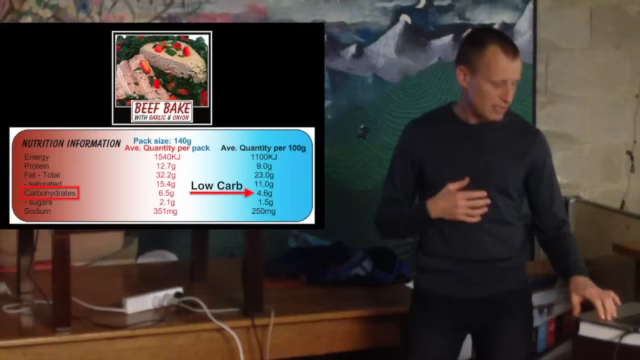 BEEF BAKE
WITH GARLIC & ONION
NUTRITION INFORMATION
Pack size: 140g
Ave. Quantity per pack Ave. Quantity per 100g
Energy 1540KJ 1100KJ
Protein 12.7g 9.0g
Fat - Total 32.2g 23.0g
- saturated 15.4g 11.0g
Low Carb
Carbohydrates 6.5g 4.6g
- sugars 2.1g 1.5g
Sodium 351mg 250mg